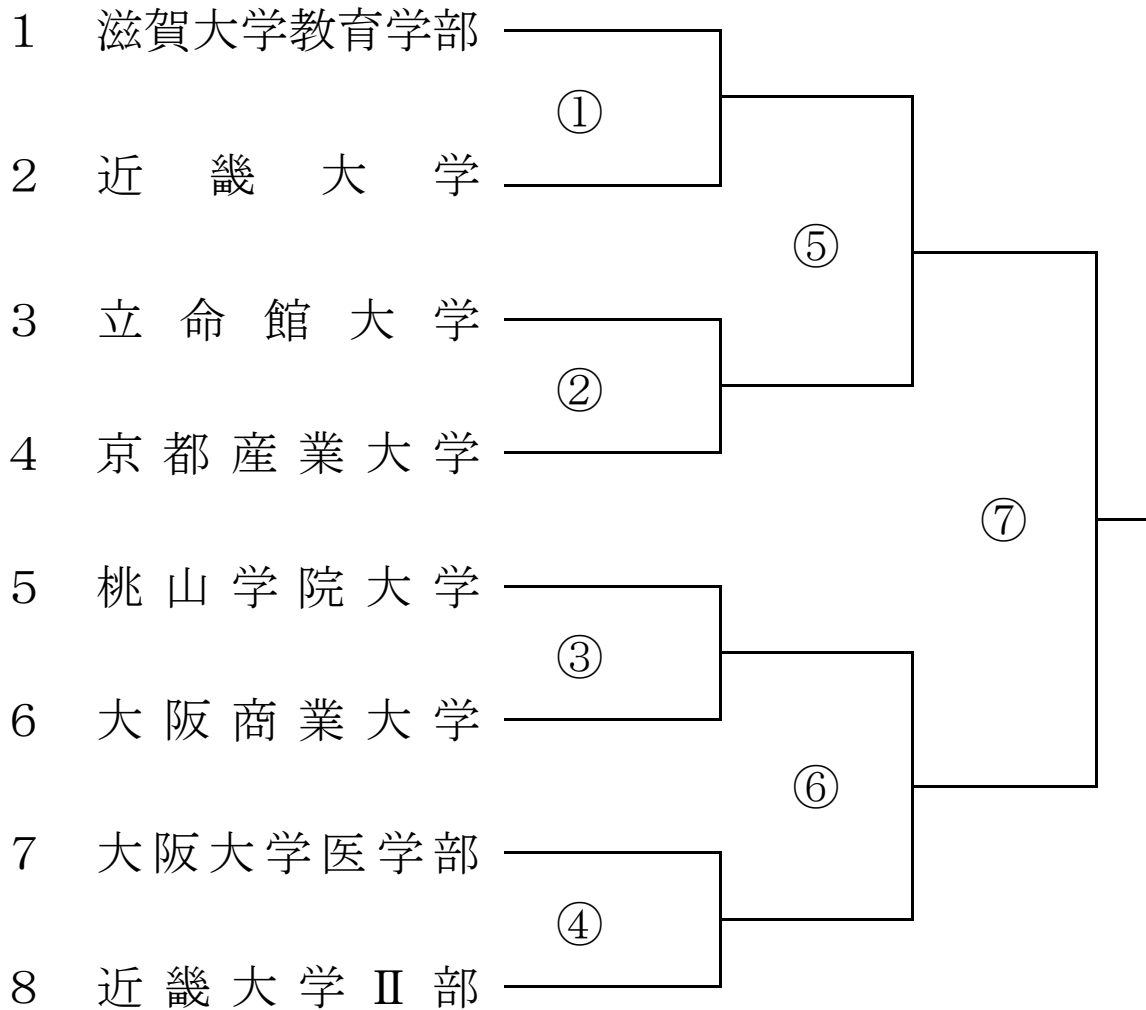 １ 滋賀大学教育学部
①
２ 近畿大学
⑤
３ 立命館大学
②
４ 京都産業大学
⑦
５ 桃山学院大学
③
６ 大阪商業大学
⑥
７ 大阪大学医学部
④
８ 近畿大学Ⅱ部